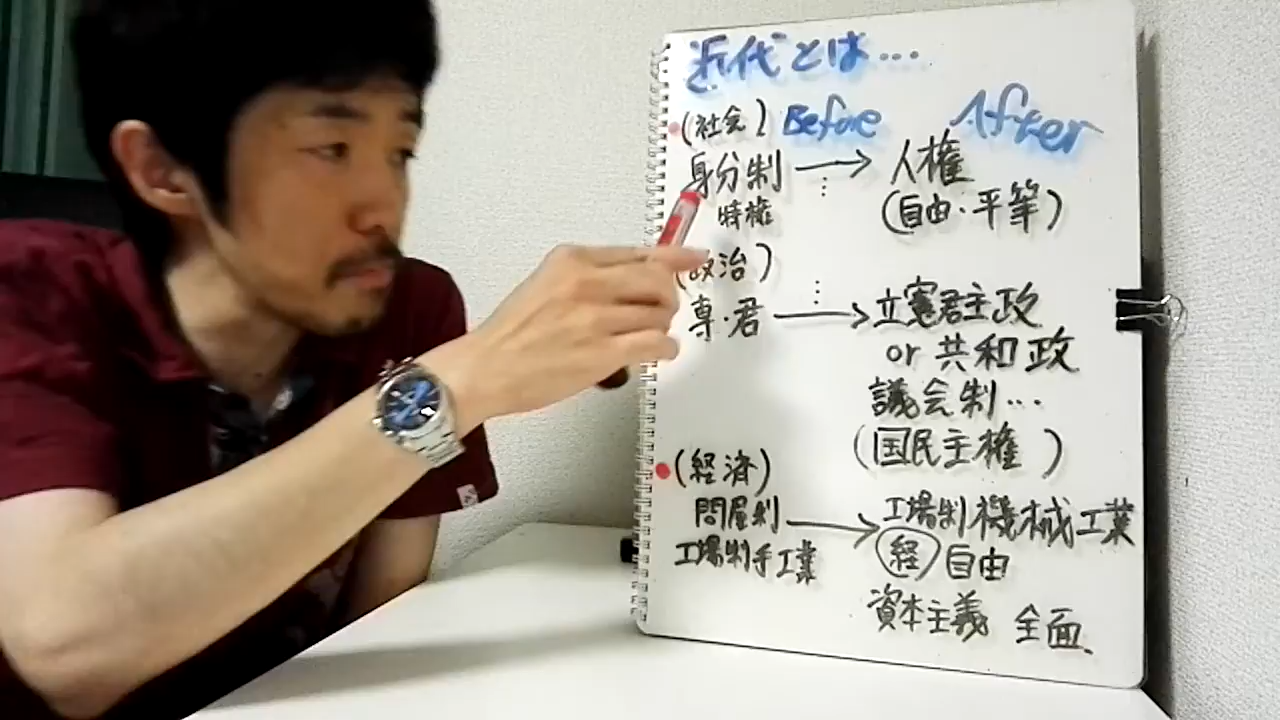 近代とは…
(社会) Before After
身分制 → 人権
特権 (自由・平等)
(政治)
専・君 → 立憲君主政
or 共和政
議会制…
(国民主権)
(経済)
問屋制 → 工場制機械工業
工場制手工業 経 自由
資本主義 全面